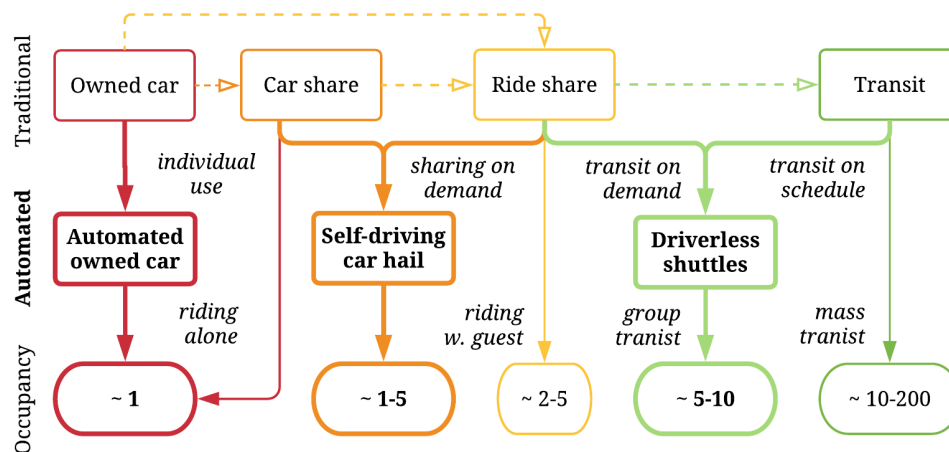 Traditional
Owned car
Car share
Ride share
Transit
individual
use
sharing on
demand
transit on
demand
transit on
schedule
Automated
Automated
owned car
Self-driving
car hail
Driverless
shuttles
riding
alone
riding
w. guest
group
tranist
mass
tranist
Occupancy
~ 1
~ 1-5
~ 2-5
~ 5-10
~ 10-200